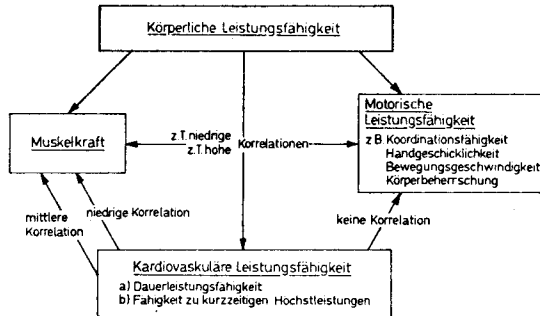 Körperliche Leistungsfähigkeit
Muskelkraft
z.T. niedrige
z.T. hohe
Korrelationen
Motorische
Leistungsfähigkeit
z.B. Koordinationsfähigkeit
Handgeschicklichkeit
Bewegungsgeschwindigkeit
Körperbeherrschung
mittlere
Korrelation
niedrige Korrelation
keine Korrelation
Kardiovaskuläre Leistungsfähigkeit
a) Dauerleistungsfähigkeit
b) Fähigkeit zu kurzzeitigen Höchstleistungen